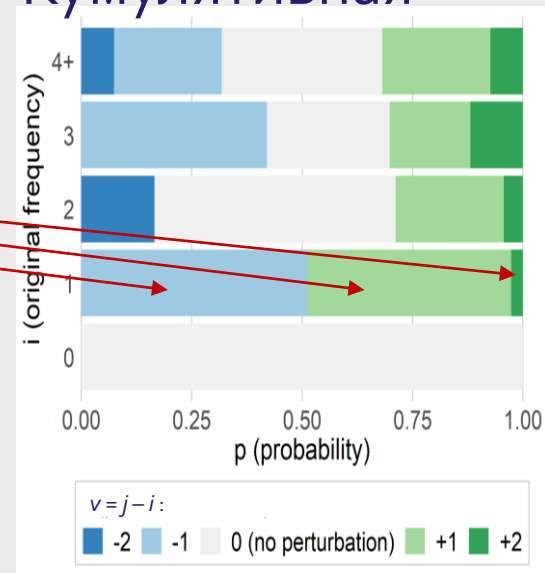 Кумулятивная
4+
3
2
1
0
i (original frequency)
0.00 0.25 0.50 0.75 1.00
p (probability)
v = j – i :
-2 -1 0 (no perturbation) +1 +2